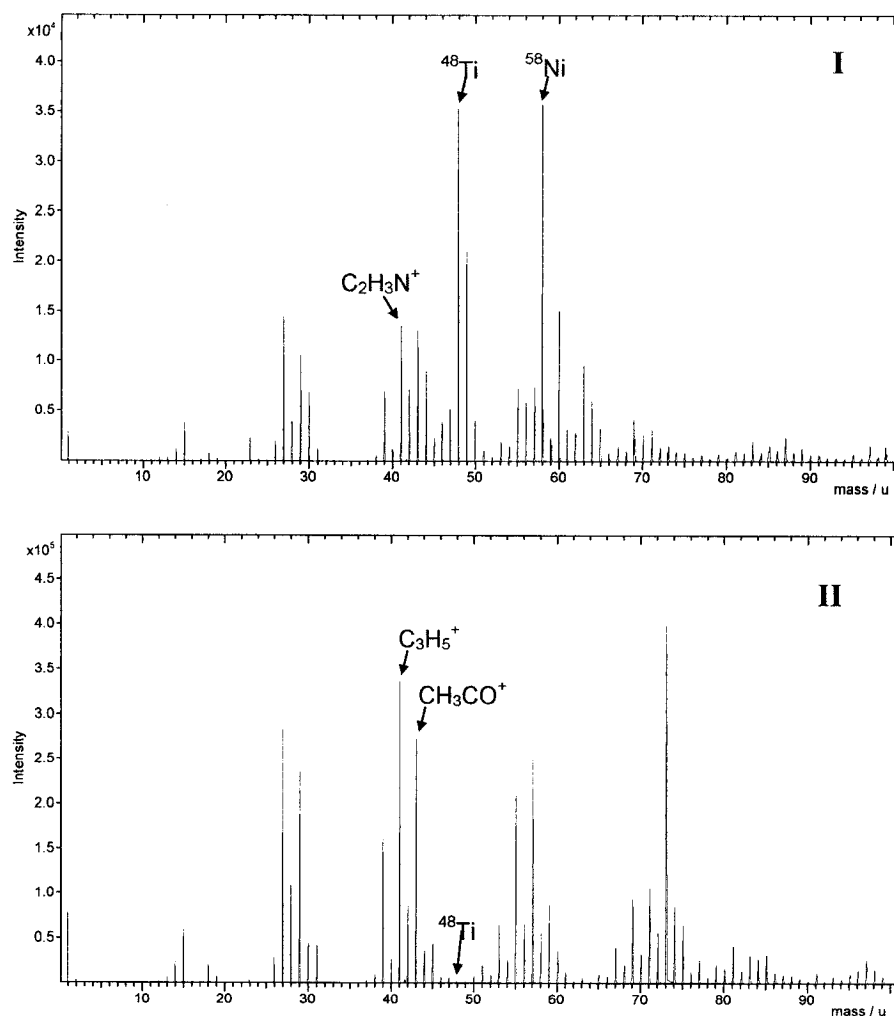 x10⁴
I
4.0
3.5
3.0
2.5
2.0
1.5
1.0
0.5
Intensity
⁴⁸Ti
⁵⁸Ni
C₂H₃N⁺
10 20 30 40 50 60 70 80 90
mass / u
x10⁵
II
4.5
4.0
3.5
3.0
2.5
2.0
1.5
1.0
0.5
Intensity
C₃H₅⁺
CH₃CO⁺
⁴⁸Ti
10 20 30 40 50 60 70 80 90
mass / u